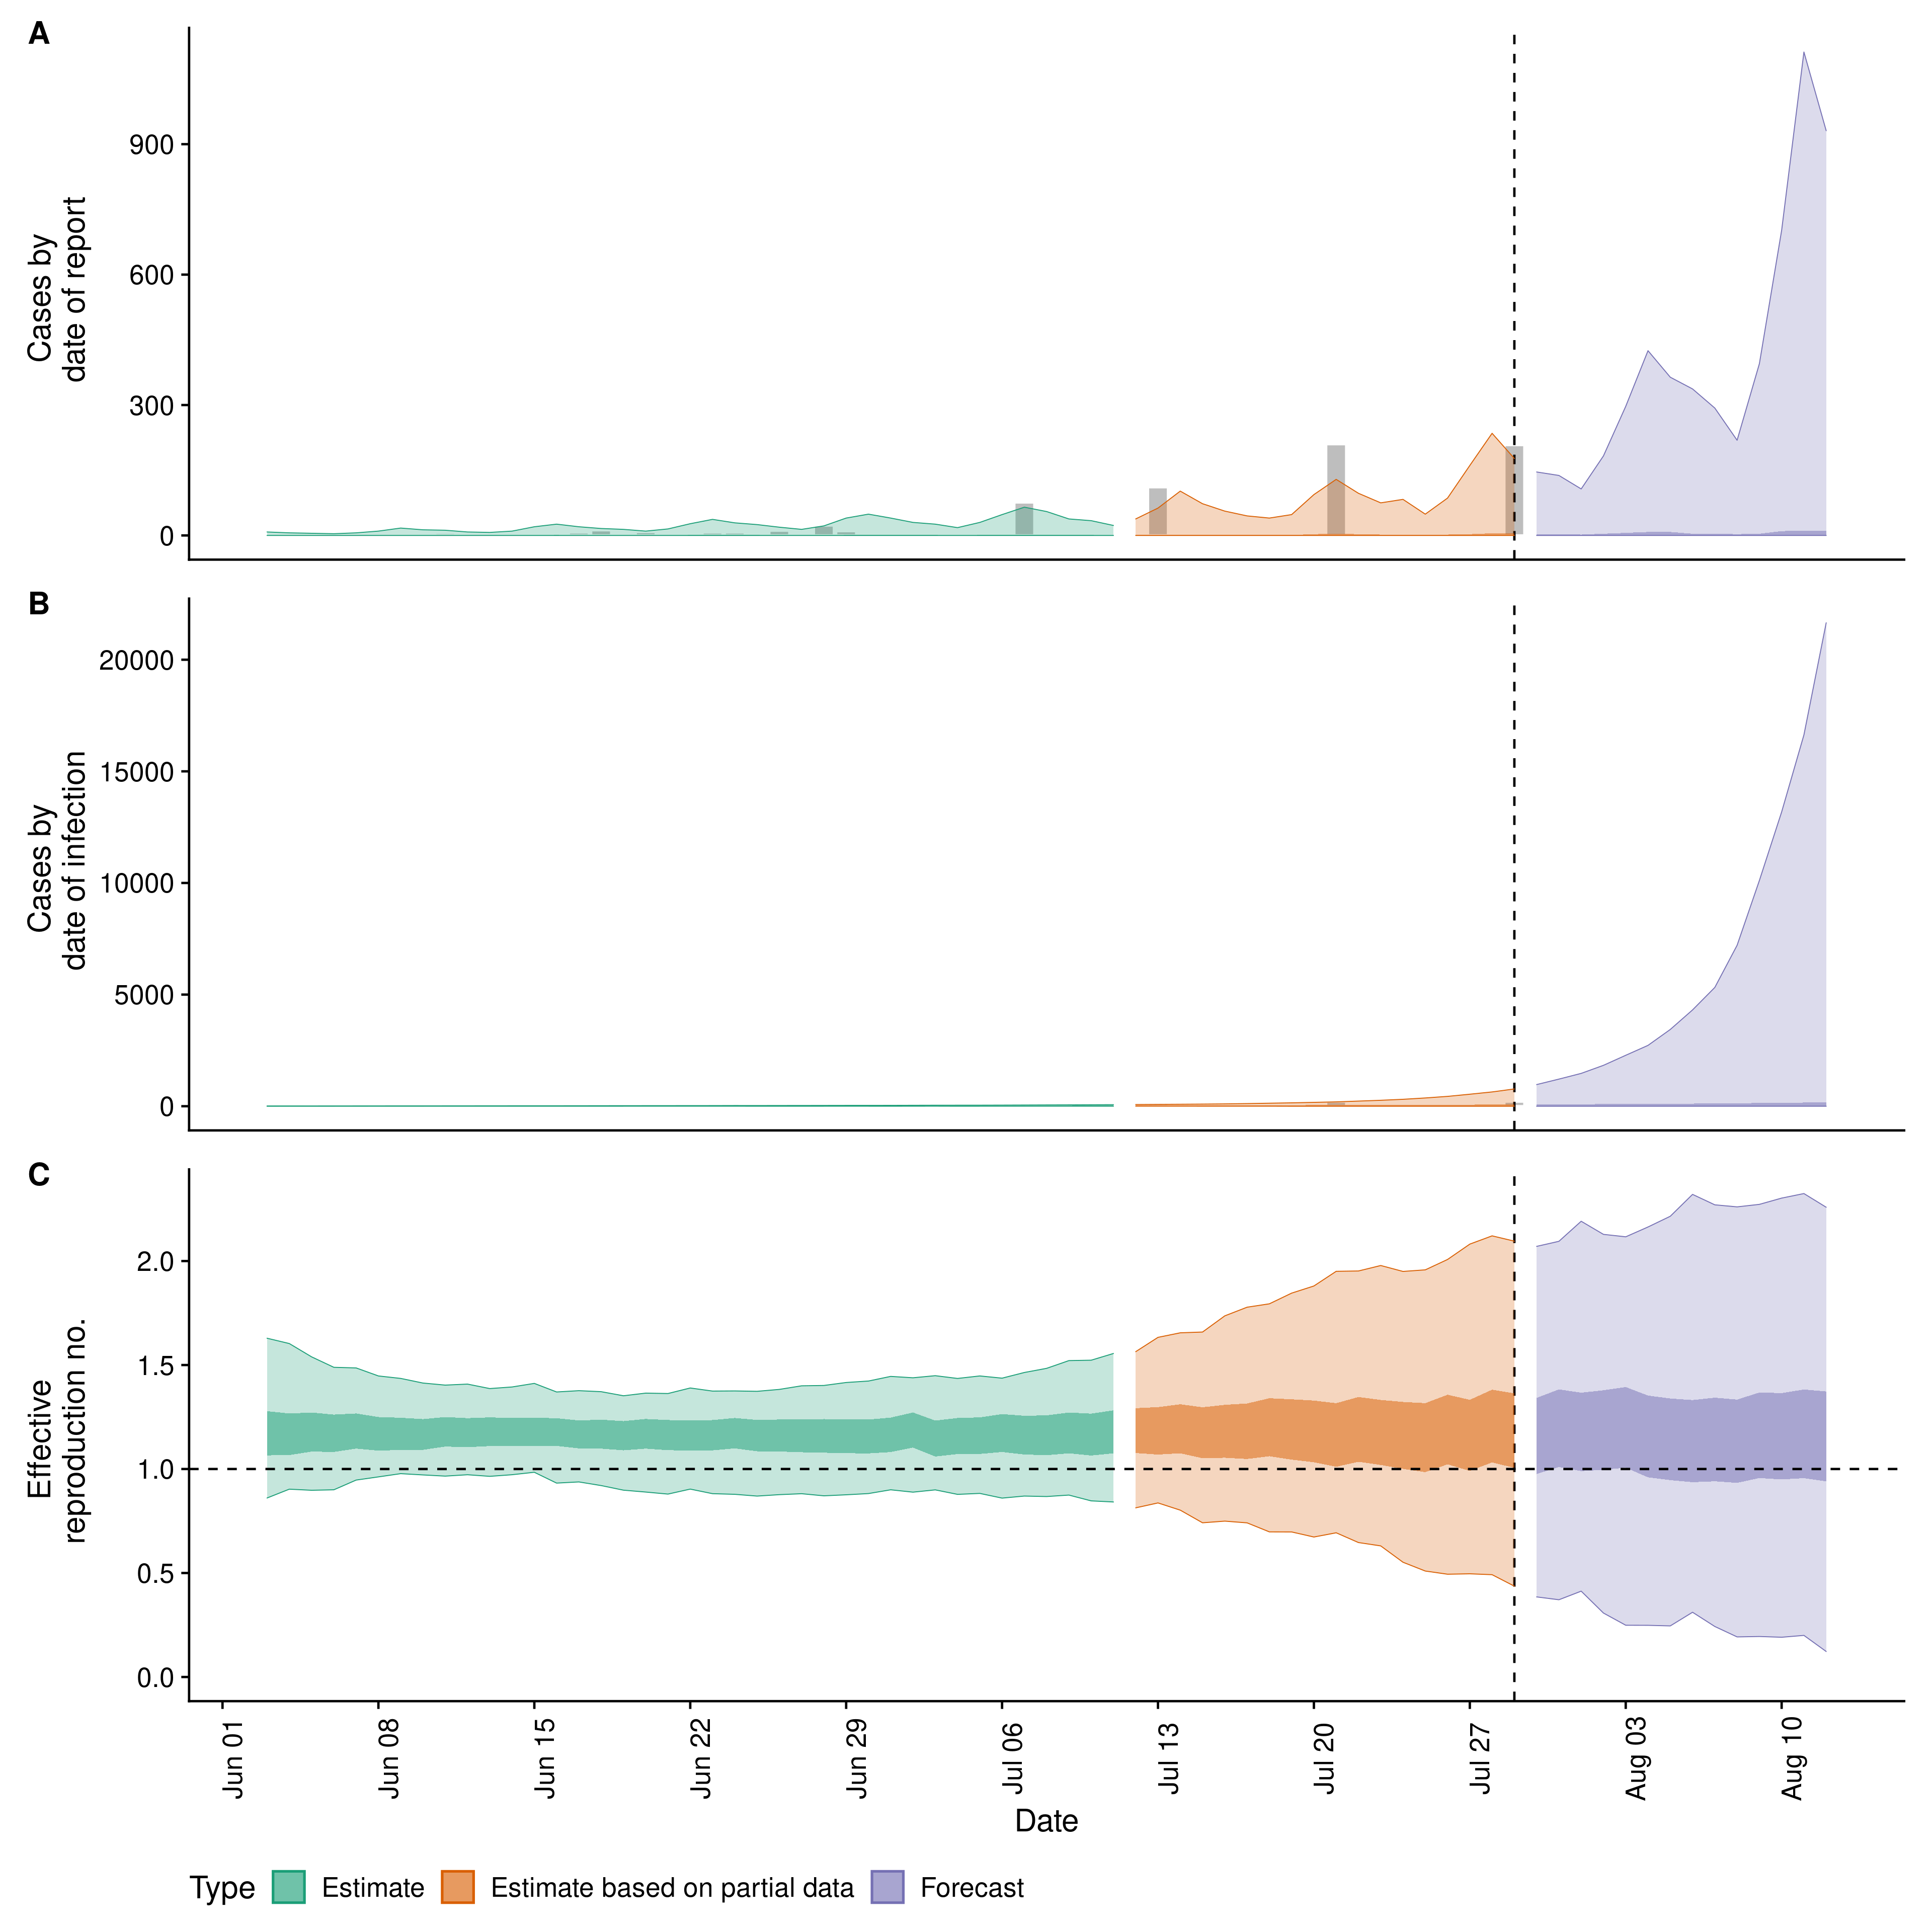 A
Cases by
date of report
900
600
300
0
B
Cases by
date of infection
20000
15000
10000
5000
0
C
Effective
reproduction no.
2.0
1.5
1.0
0.5
0.0
Jun 01
Jun 08
Jun 15
Jun 22
Jun 29
Jul 06
Jul 13
Jul 20
Jul 27
Aug 03
Aug 10
Date
Type Estimate Estimate based on partial data Forecast